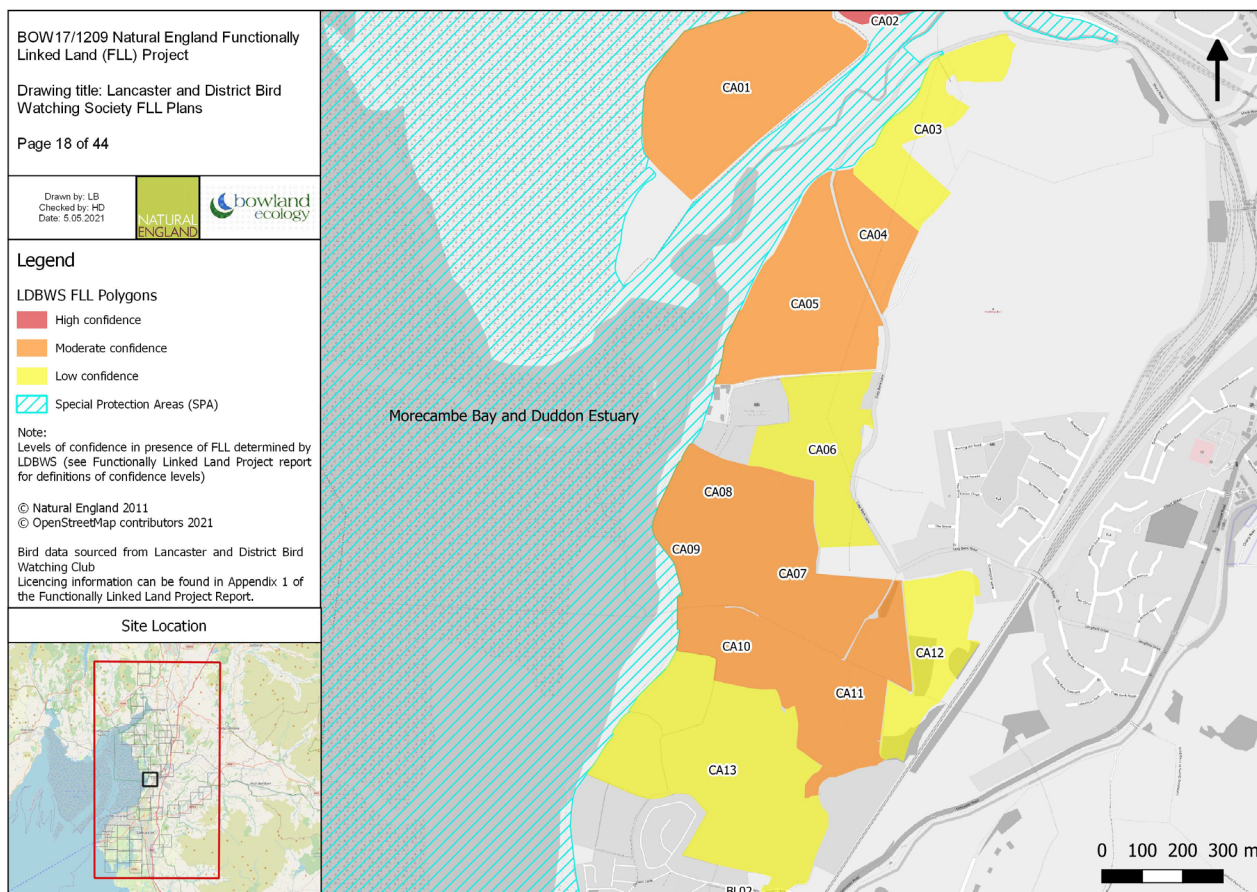 BOW17/1209 Natural England Functionally
Linked Land (FLL) Project
Drawing title: Lancaster and District Bird
Watching Society FLL Plans
Page 18 of 44
Drawn by: LB
Checked by: HD
Date: 5.05.2021
NATURAL
ENGLAND
bowland
ecology
Legend
LDBWS FLL Polygons
High confidence
Moderate confidence
Low confidence
Special Protection Areas (SPA)
Note:
Levels of confidence in presence of FLL determined by
LDBWS (see Functionally Linked Land Project report
for definitions of confidence levels)
© Natural England 2011
© OpenStreetMap contributors 2021
Bird data sourced from Lancaster and District Bird
Watching Club
Licencing information can be found in Appendix 1 of
the Functionally Linked Land Project Report.
Site Location
CA02
CA01
CA03
CA04
CA05
Morecambe Bay and Duddon Estuary
CA06
CA08
CA09
CA07
CA10
CA12
CA11
CA13
0 100 200 300 m